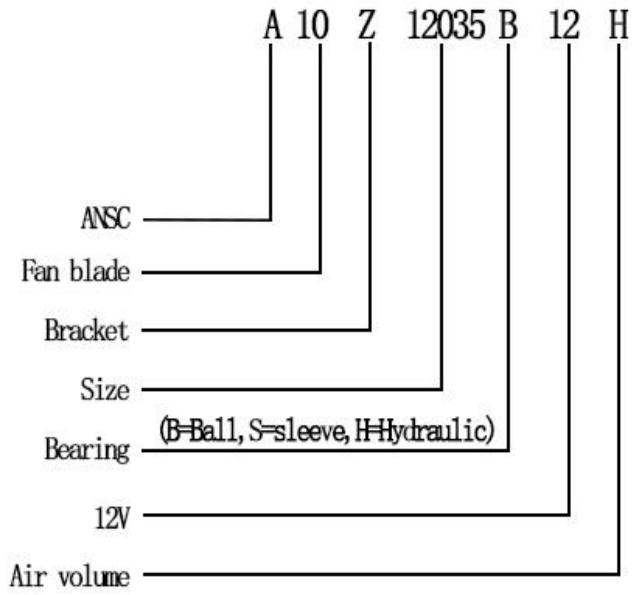 A 10 Z 12035 B 12 H
ANSC
Fan blade
Bracket
Size
(B=Ball, S=sleeve, H=Hydraulic)
Bearing
12V
Air volume